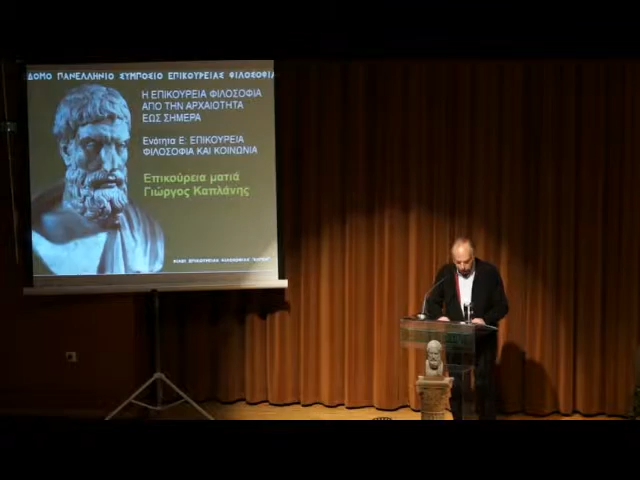 ΔΟΜΟ ΠΑΝΕΛΛΗΝΙΟ ΣΥΜΠΟΣΙΟ ΕΠΙΚΟΥΡΕΙΑΣ ΦΙΛΟΣΟΦΙΑ
Η ΕΠΙΚΟΥΡΕΙΑ ΦΙΛΟΣΟΦΙΑ
ΑΠΟ ΤΗΝ ΑΡΧΑΙΟΤΗΤΑ
ΕΩΣ ΣΗΜΕΡΑ
Ενότητα Ε: ΕΠΙΚΟΥΡΕΙΑ
ΦΙΛΟΣΟΦΙΑ ΚΑΙ ΚΟΙΝΩΝΙΑ
Επικούρεια ματιά
Γιώργος Καπλάνης